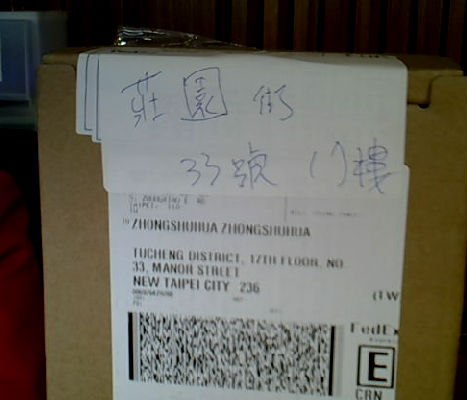 莊園街
33號 17樓
ZHONGSHUHUA ZHONGSHUHUA
TUCHENG DISTRICT, 12TH FLOOR, NO
33, MANOR STREET
NEW TAIPEI CITY 236
(TW
FedEx
E
CRN